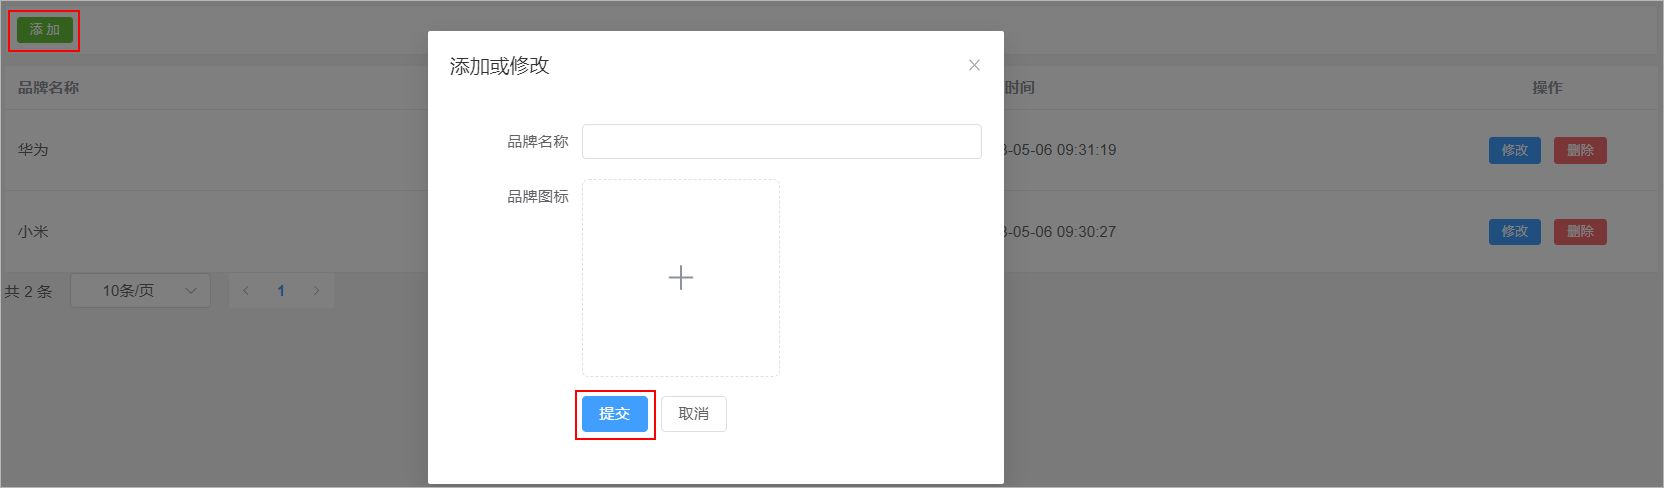 添 加
添加或修改
品牌名称
时间
操作
品牌名称
华为
-05-06 09:31:19
修改
删除
品牌图标
小米
-05-06 09:30:27
修改
删除
共 2 条
10条/页
1
提交
取消